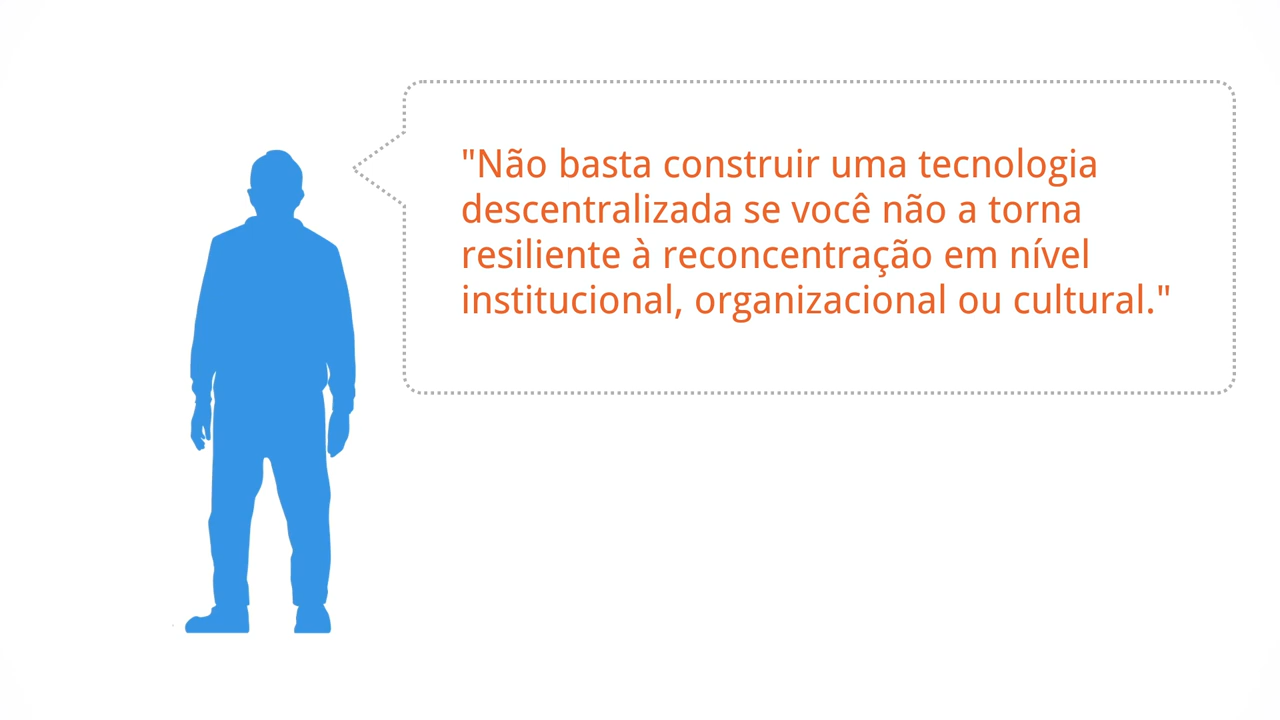 "Não basta construir uma tecnologia
descentralizada se você não a torna
resiliente à reconcentração em nível
institucional, organizacional ou cultural."